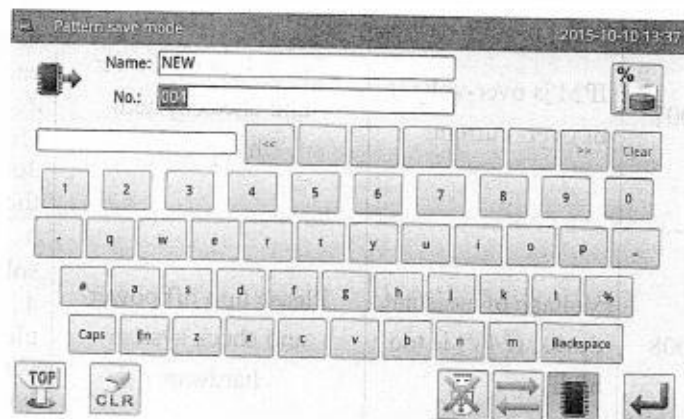 Pattern save mode 2015-10-10 13:37
Name: NEW
No.: 001
%
<< >> Clear
1 2 3 4 5 6 7 8 9 0
- q w e r t y u i o p _
# a s d f g h j k l %
Caps En z x c v b n m Backspace
TOP
CLR